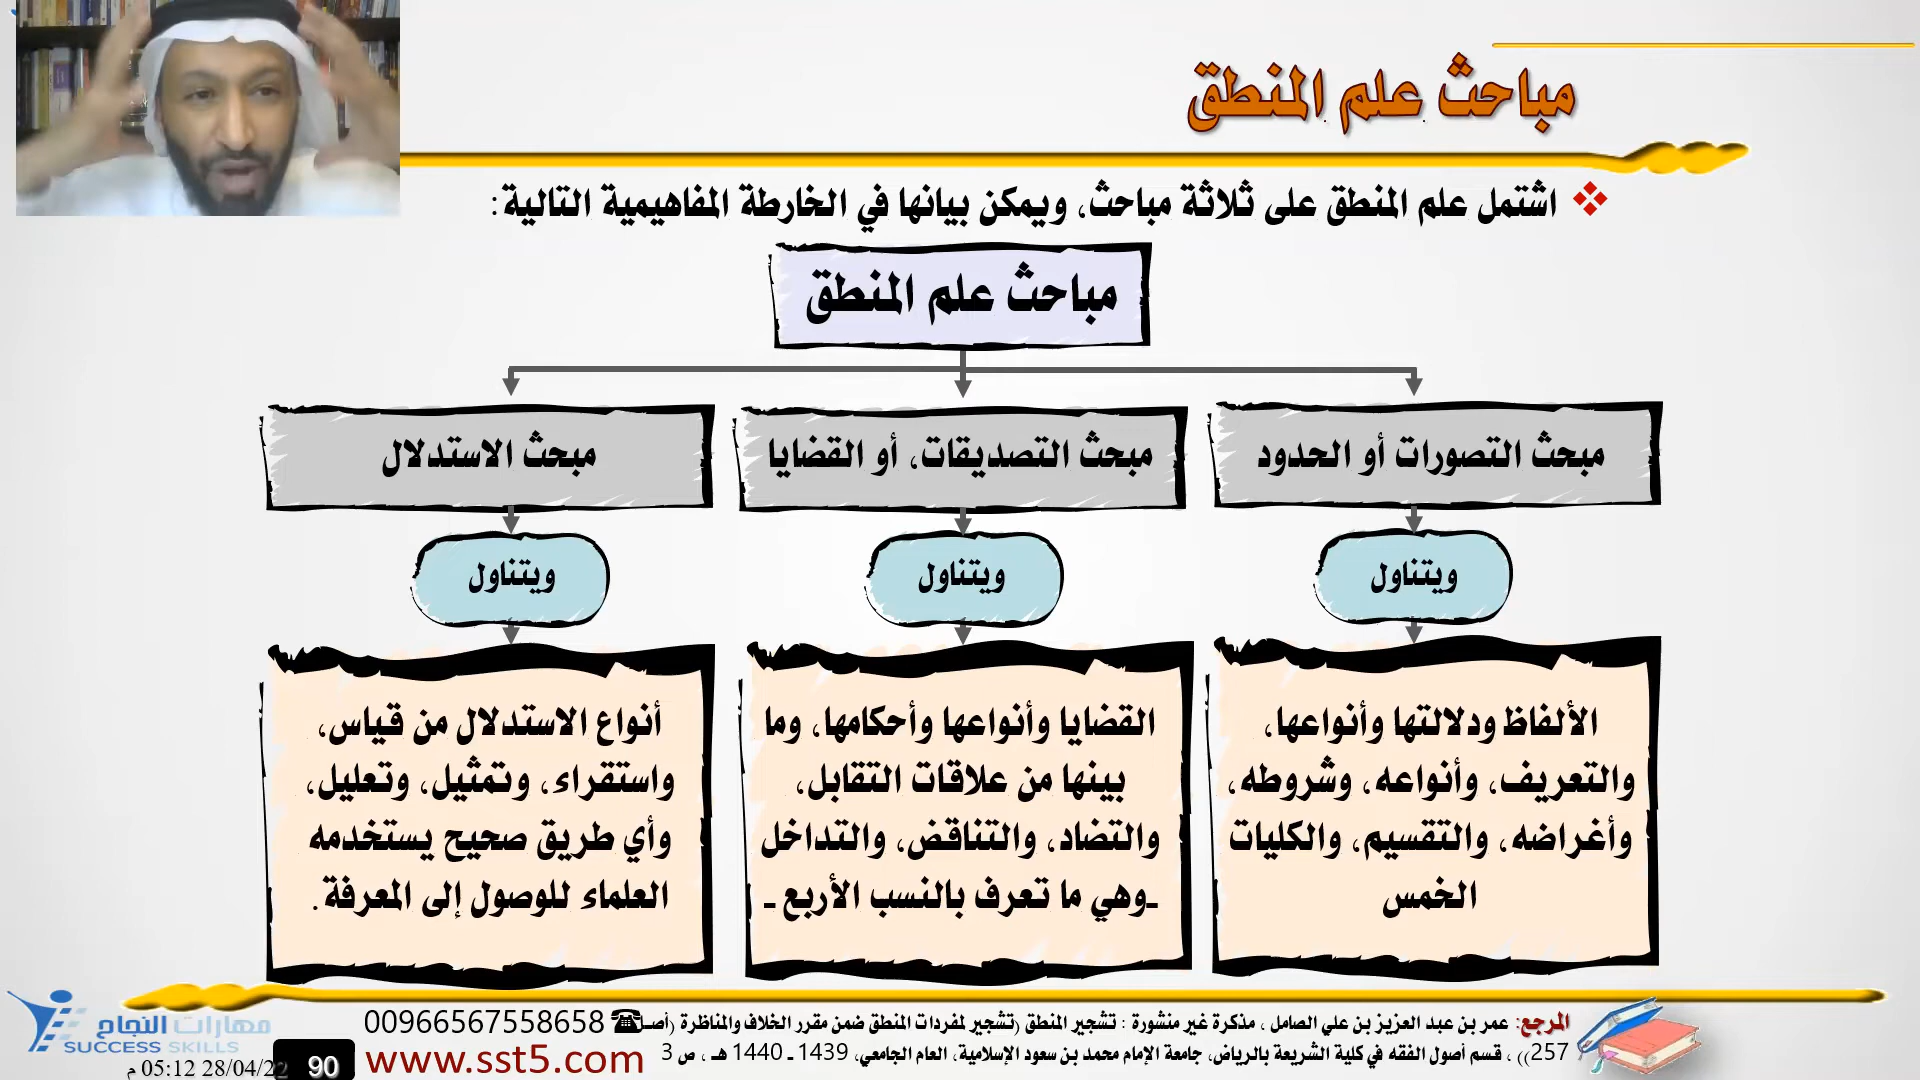 مباحث علم المنطق
اشتمل علم المنطق على ثلاثة مباحث، ويمكن بيانها في الخارطة المفاهيمية التالية:
مباحث علم المنطق
مبحث التصورات أو الحدود
ويتناول
الألفاظ ودلالتها وأنواعها،
والتعريف، وأنواعه، وشروطه،
وأغراضه، والتقسيم، والكليات
الخمس
مبحث التصديقات، أو القضايا
ويتناول
القضايا وأنواعها وأحكامها، وما
بينها من علاقات التقابل،
والتضاد، والتناقض، والتداخل
ـوهي ما تعرف بالنسب الأربع ـ
مبحث الاستدلال
ويتناول
أنواع الاستدلال من قياس،
واستقراء، وتمثيل، وتعليل،
وأي طريق صحيح يستخدمه
العلماء للوصول إلى المعرفة.
المرجع: عمر بن عبد العزيز بن علي الصامل ، مذكرة غير منشورة : تشجير المنطق (تشجير لمفردات المنطق ضمن مقرر الخلاف والمناظرة (أصل
257)) ، قسم أصول الفقه في كلية الشريعة بالرياض، جامعة الإمام محمد بن سعود الإسلامية، العام الجامعي، 1439 ـ 1440 هـ ، ص 3
00966567558658
www.sst5.com
مهارات النجاح
SUCCESS SKILLS
90
28/04/22 05:12 م